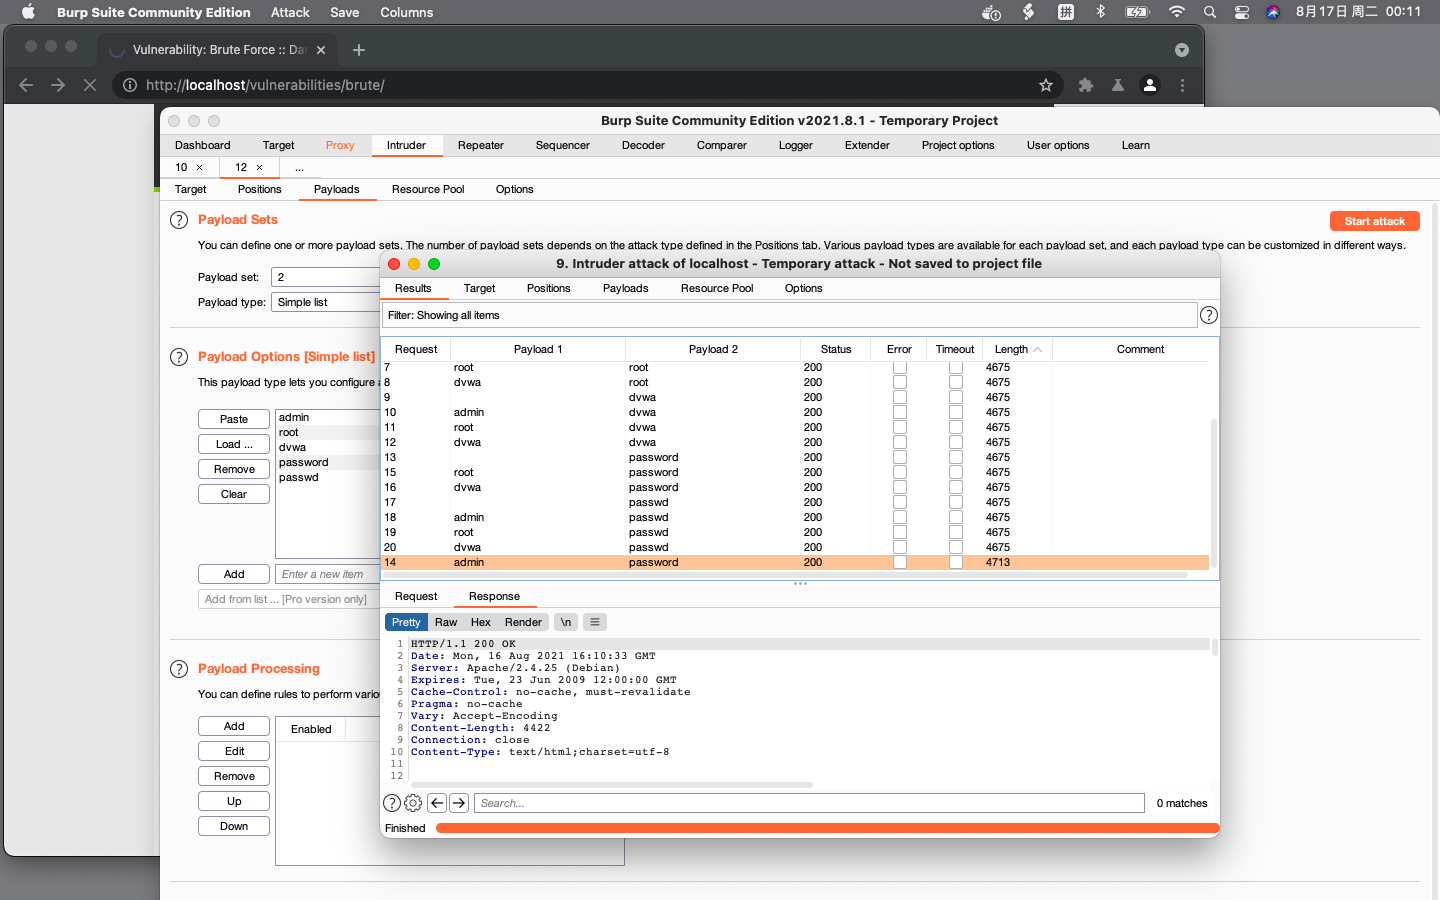 Burp Suite Community Edition Attack Save Columns 拼 8月17日 周二 00:11
Vulnerability: Brute Force :: Da
http://localhost/vulnerabilities/brute/
Burp Suite Community Edition v2021.8.1 - Temporary Project
Dashboard Target Proxy Intruder Repeater Sequencer Decoder Comparer Logger Extender Project options User options Learn
10 × 12 × ...
Target Positions Payloads Resource Pool Options
? Payload Sets Start attack
You can define one or more payload sets. The number of payload sets depends on the attack type defined in the Positions tab. Various payload types are available for each payload set, and each payload type can be customized in different ways.
Payload set: 2
Payload type: Simple list
? Payload Options [Simple list]
This payload type lets you configure
Paste
Load ...
Remove
Clear
admin
root
dvwa
password
passwd
Add Enter a new item
Add from list ... [Pro version only]
? Payload Processing
You can define rules to perform vario
Add
Edit
Remove
Up
Down
Enabled
9. Intruder attack of localhost - Temporary attack - Not saved to project file
Results Target Positions Payloads Resource Pool Options
Filter: Showing all items ?
Request Payload 1 Payload 2 Status Error Timeout Length Comment
7 root root 200 4675
8 dvwa root 200 4675
9 dvwa 200 4675
10 admin dvwa 200 4675
11 root dvwa 200 4675
12 dvwa dvwa 200 4675
13 password 200 4675
15 root password 200 4675
16 dvwa password 200 4675
17 passwd 200 4675
18 admin passwd 200 4675
19 root passwd 200 4675
20 dvwa passwd 200 4675
14 admin password 200 4713
Request Response
Pretty Raw Hex Render \n
1 HTTP/1.1 200 OK
2 Date: Mon, 16 Aug 2021 16:10:33 GMT
3 Server: Apache/2.4.25 (Debian)
4 Expires: Tue, 23 Jun 2009 12:00:00 GMT
5 Cache-Control: no-cache, must-revalidate
6 Pragma: no-cache
7 Vary: Accept-Encoding
8 Content-Length: 4422
9 Connection: close
10 Content-Type: text/html;charset=utf-8
11
12
? Search... 0 matches
Finished